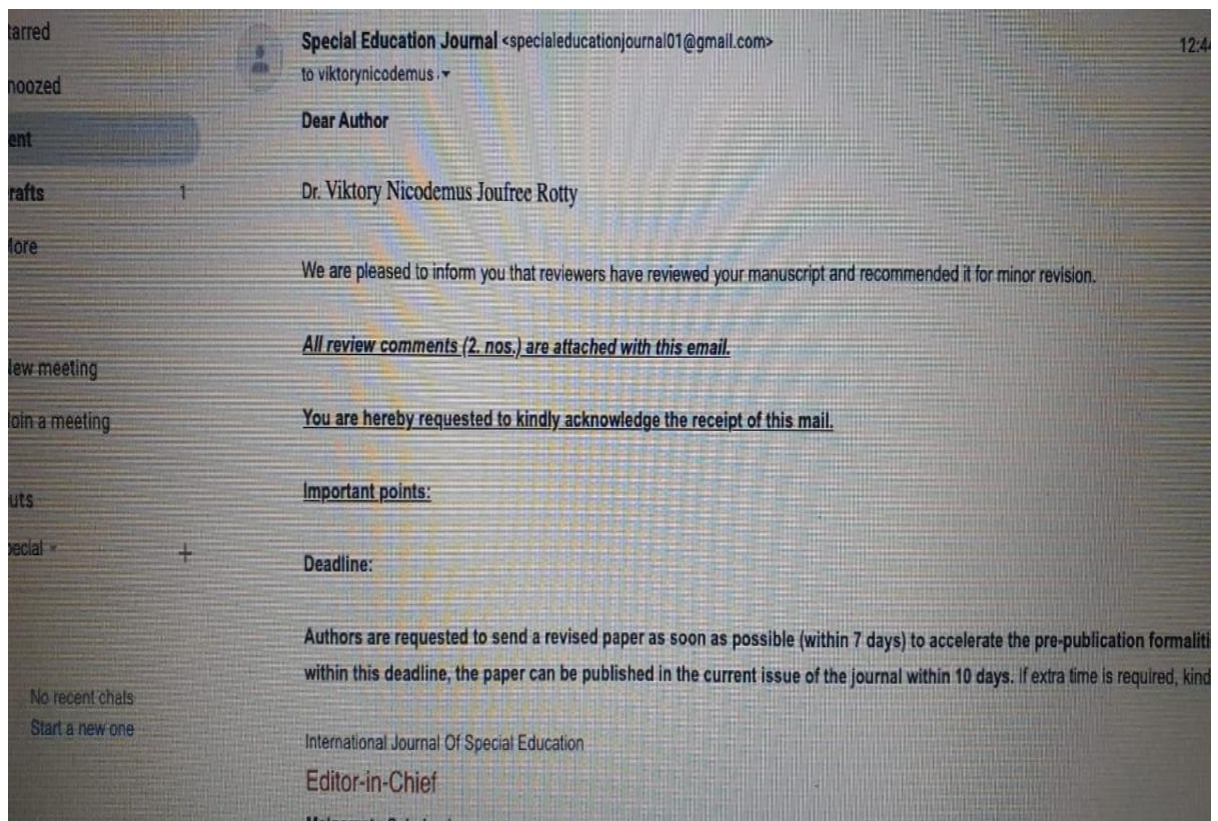 Special Education Journal <specialeducationjournal01@gmail.com>
12:4
to viktorynicodemus
Dear Author
Dr. Viktory Nicodemus Joufree Rotty
We are pleased to inform you that reviewers have reviewed your manuscript and recommended it for minor revision.
All review comments (2. nos.) are attached with this email.
You are hereby requested to kindly acknowledge the receipt of this mail.
Important points:
Deadline:
Authors are requested to send a revised paper as soon as possible (within 7 days) to accelerate the pre-publication formaliti
within this deadline, the paper can be published in the current issue of the journal within 10 days. If extra time is required, kind
International Journal Of Special Education
Editor-in-Chief
arred
noozed
ent
rafts 1
ore
ew meeting
oin a meeting
uts
pecial +
No recent chats
Start a new one